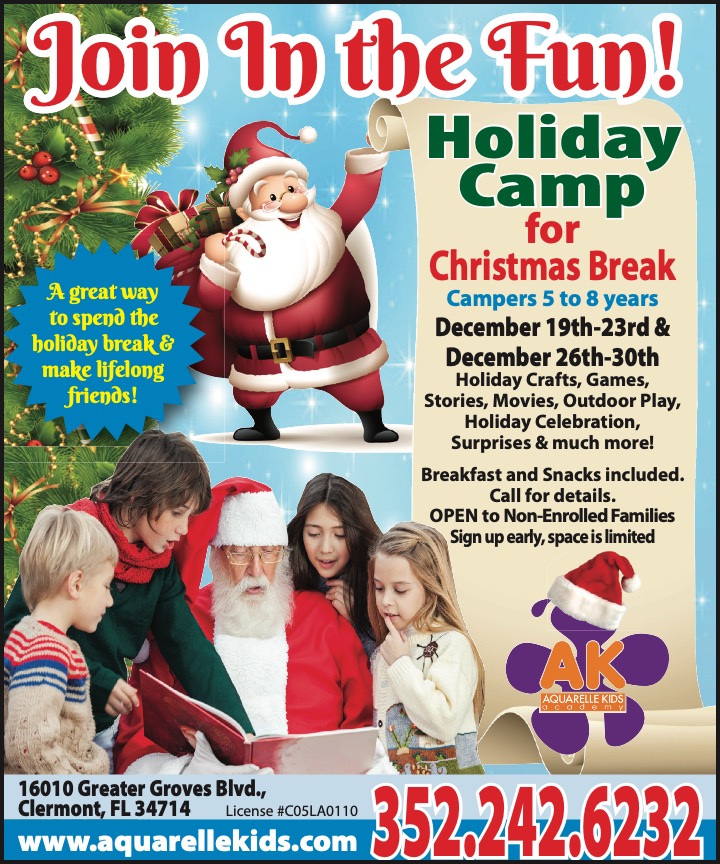 Join In the Fun!
Holiday
Camp
for
Christmas Break
Campers 5 to 8 years
December 19th-23rd &
December 26th-30th
Holiday Crafts, Games,
Stories, Movies, Outdoor Play,
Holiday Celebration,
Surprises & much more!
Breakfast and Snacks included.
Call for details.
OPEN to Non-Enrolled Families
Sign up early, space is limited
A great way
to spend the
holiday break &
make lifelong
friends!
AK
AQUARELLE KIDS
academy
16010 Greater Groves Blvd.,
Clermont, FL 34714
License #C05LA0110
www.aquarellekids.com
352.242.6232